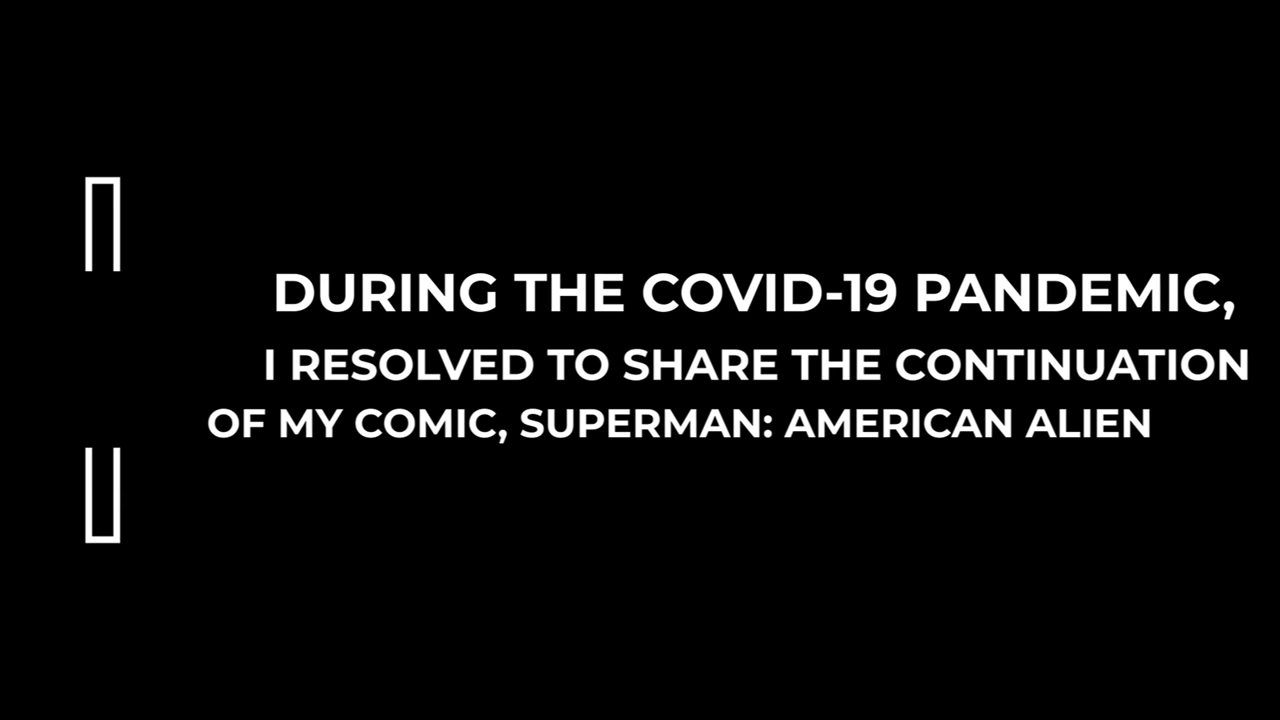 DURING THE COVID-19 PANDEMIC,
I RESOLVED TO SHARE THE CONTINUATION
OF MY COMIC, SUPERMAN: AMERICAN ALIEN